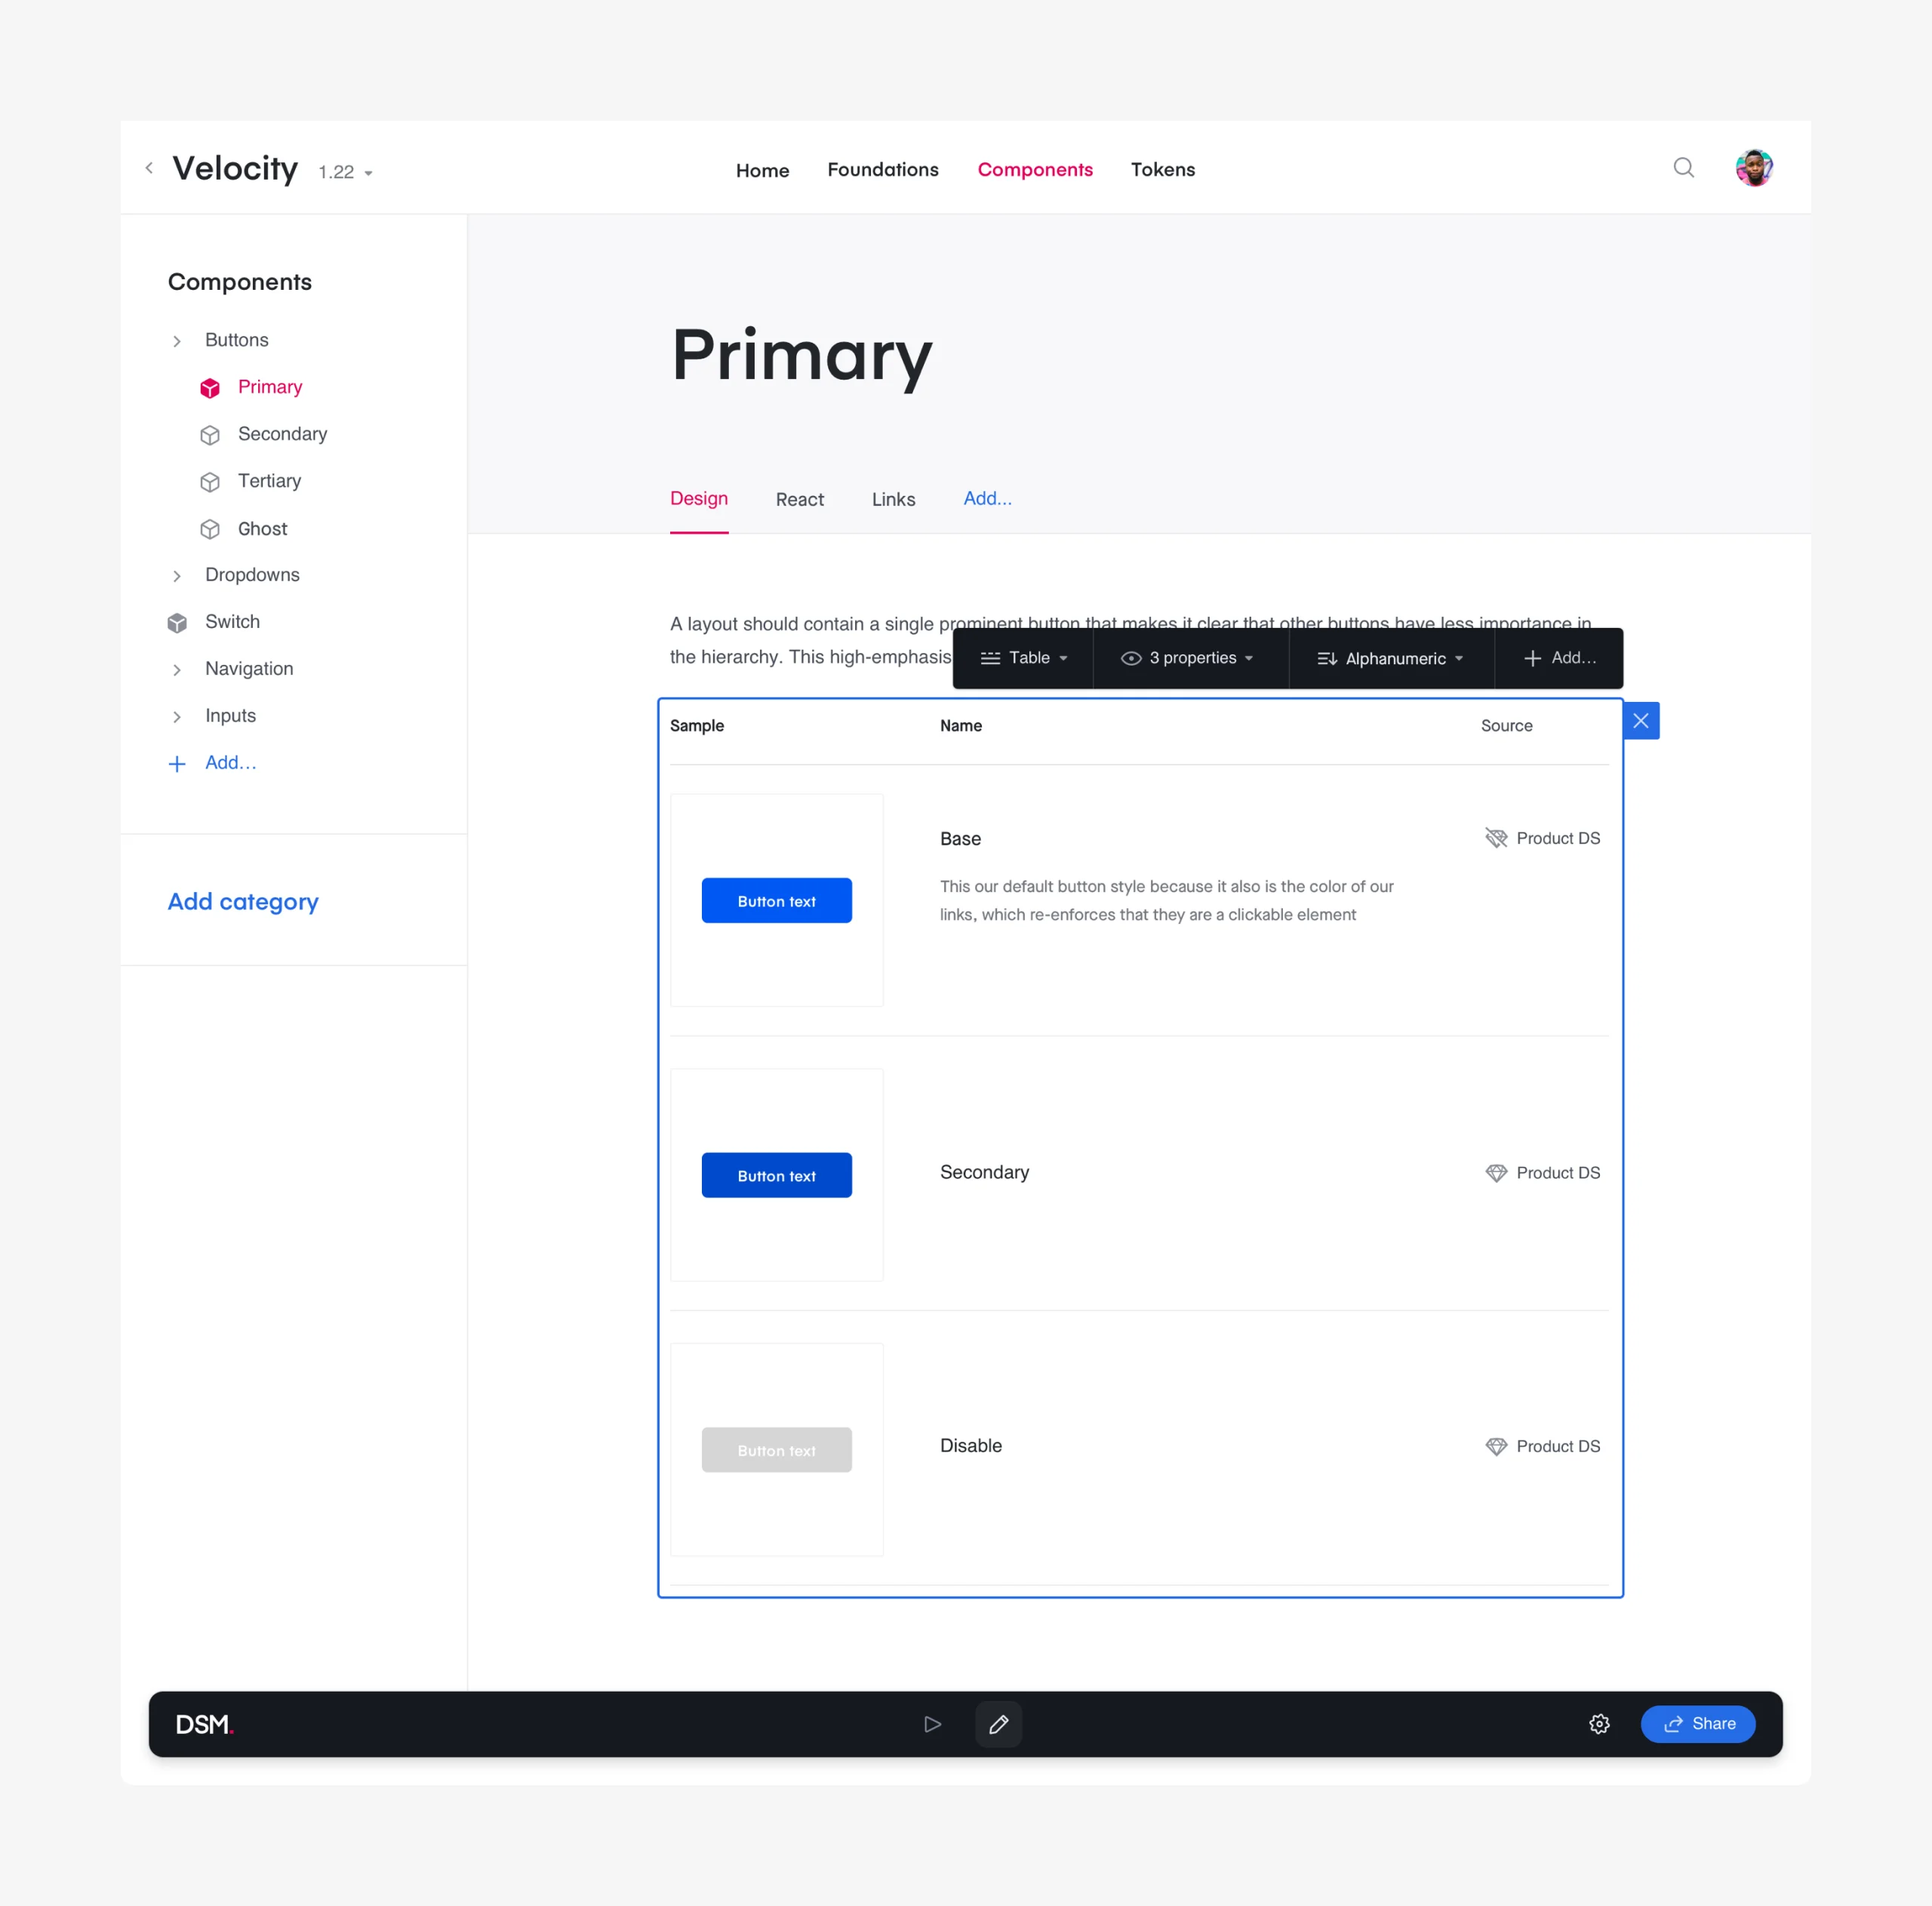 Velocity 1.22
Home Foundations Components Tokens
Components
Buttons
Primary
Secondary
Tertiary
Ghost
Dropdowns
Switch
Navigation
Inputs
Add...
Add category
Primary
Design React Links Add...
A layout should contain a single prominent button that makes it clear that other buttons have less importance in
the hierarchy. This high-emphasis
Table 3 properties Alphanumeric Add...
Sample Name Source
Button text
Base
This our default button style because it also is the color of our
links, which re-enforces that they are a clickable element
Product DS
Button text
Secondary
Product DS
Button text
Disable
Product DS
DSM.
Share